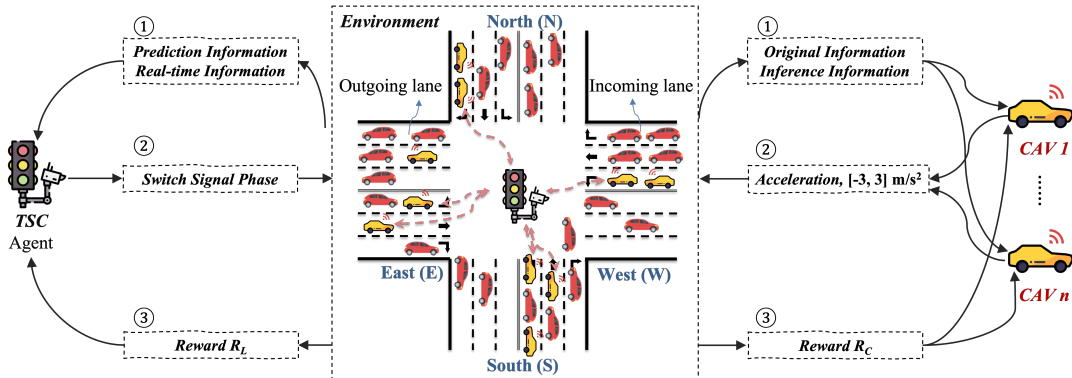 ①
Prediction Information
Real-time Information
②
Switch Signal Phase
TSC
Agent
③
Reward R_L
Environment
North (N)
Outgoing lane
Incoming lane
East (E)
West (W)
South (S)
①
Original Information
Inference Information
②
Acceleration, [-3, 3] m/s²
③
Reward R_C
CAV 1
......
CAV n